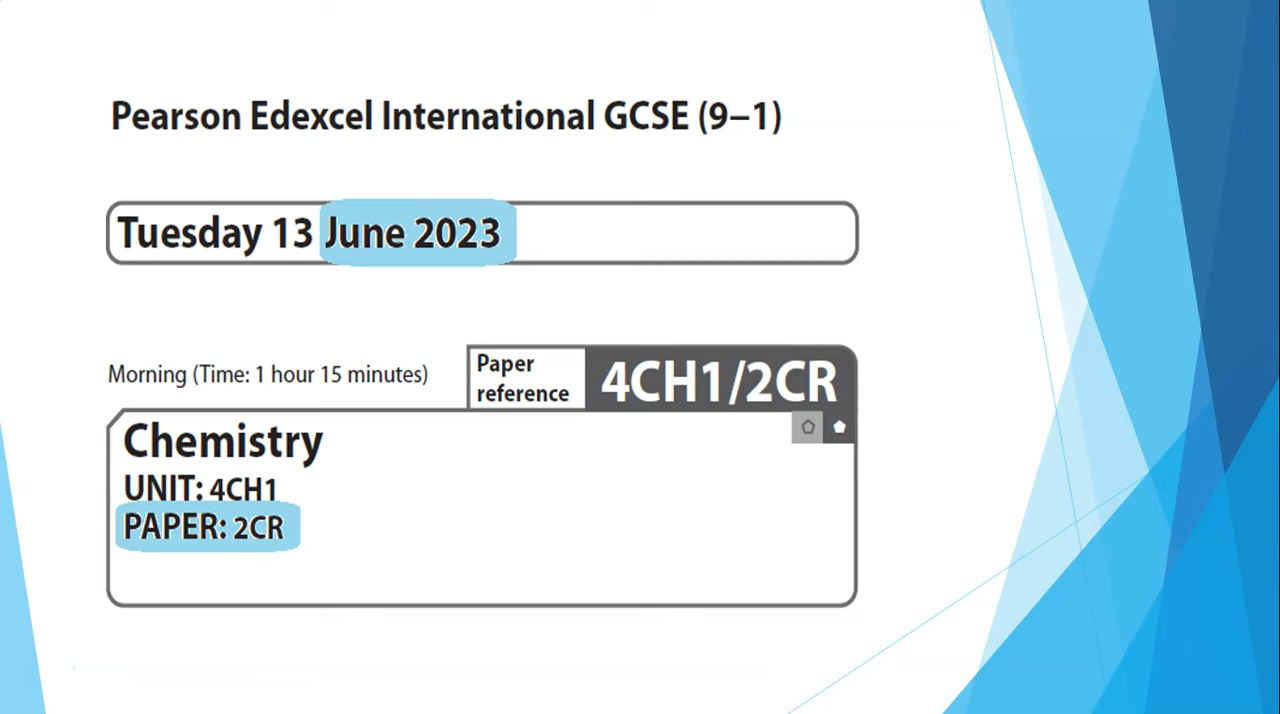 Pearson Edexcel International GCSE (9–1)
Tuesday 13 June 2023
Morning (Time: 1 hour 15 minutes)
Paper
reference
4CH1/2CR
Chemistry
UNIT: 4CH1
PAPER: 2CR